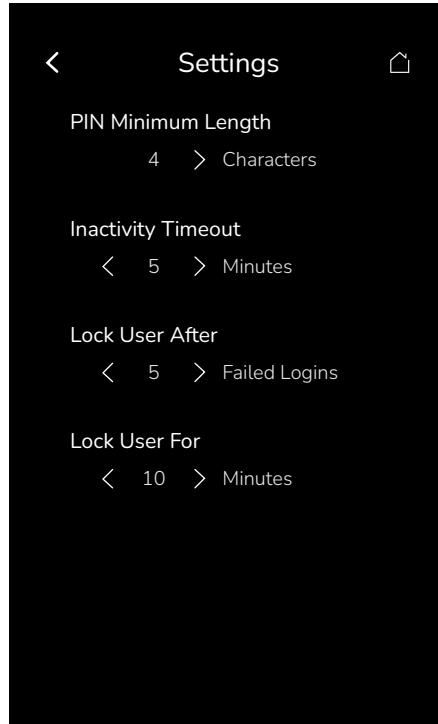 Settings
PIN Minimum Length
4 Characters
Inactivity Timeout
5 Minutes
Lock User After
5 Failed Logins
Lock User For
10 Minutes